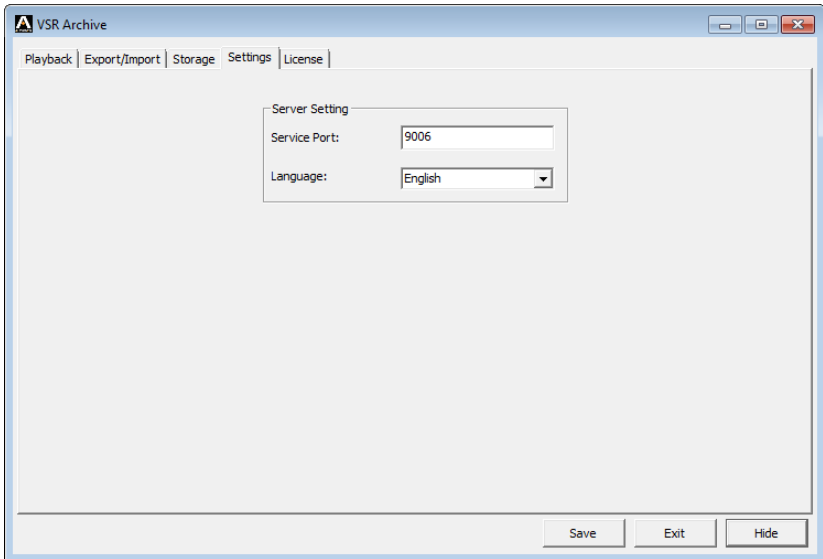 VSR Archive
Playback Export/Import Storage Settings License
Server Setting
Service Port: 9006
Language: English
Save Exit Hide